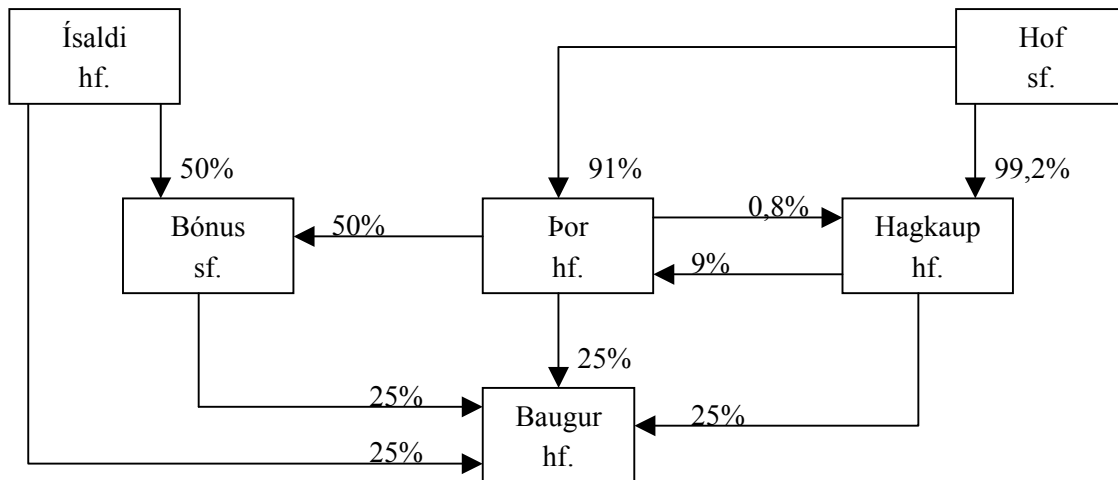 Ísaldi
hf.
Hof
sf.
50%
91%
99,2%
Bónus
sf.
50%
Þor
hf.
0,8%
9%
Hagkaup
hf.
25%
25%
25%
25%
Baugur
hf.